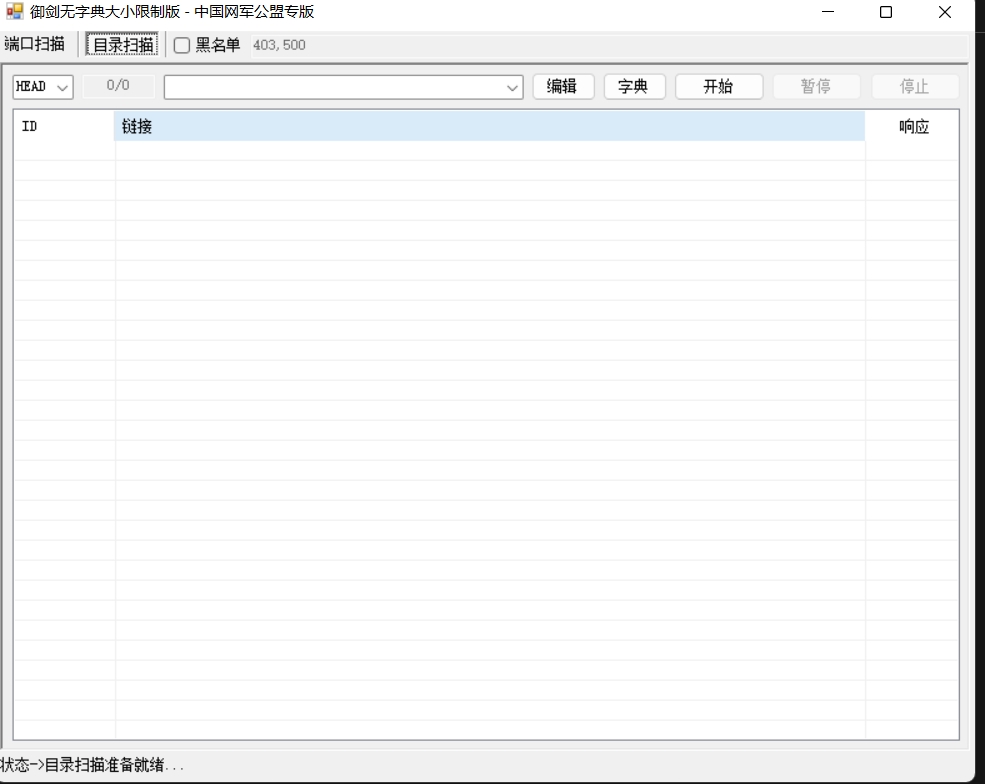 御剑无字典大小限制版 - 中国网军公盟专版
端口扫描 目录扫描 黑名单 403,500
HEAD 0/0 编辑 字典 开始 暂停 停止
ID 链接 响应
状态->目录扫描准备就绪...